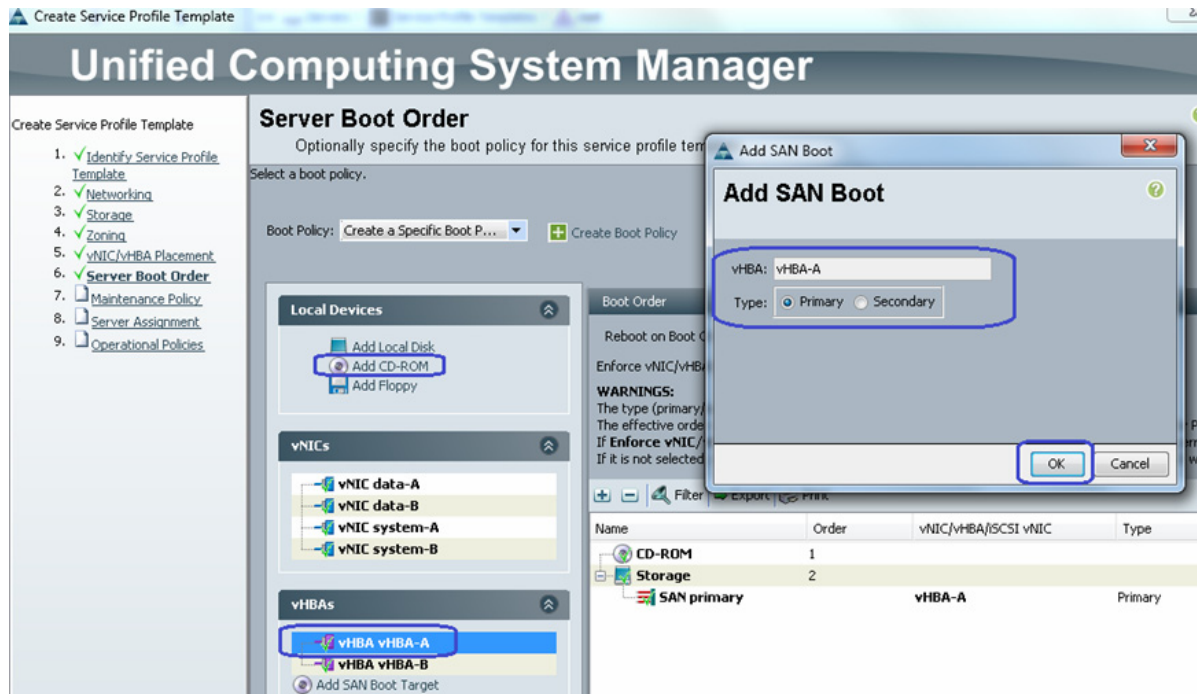 Create Service Profile Template
Unified Computing System Manager
Create Service Profile Template
1. Identify Service Profile
Template
2. Networking
3. Storage
4. Zoning
5. vNIC/vHBA Placement
6. Server Boot Order
7. Maintenance Policy
8. Server Assignment
9. Operational Policies
Server Boot Order
Optionally specify the boot policy for this service profile
Select a boot policy.
Boot Policy: Create a Specific Boot P...
Create Boot Policy
Local Devices
Add Local Disk
Add CD-ROM
Add Floppy
vNICs
vNIC data-A
vNIC data-B
vNIC system-A
vNIC system-B
vHBAs
vHBA vHBA-A
vHBA vHBA-B
Add SAN Boot Target
Boot Order
Reboot on Boot
Enforce vNIC/vHBA
WARNINGS:
The type (primary/
The effective orde
If Enforce vNIC/
If it is not selected
Filter Export Print
Name Order vNIC/vHBA/iSCSI vNIC Type
CD-ROM 1
Storage 2
SAN primary vHBA-A Primary
Add SAN Boot
Add SAN Boot
vHBA: vHBA-A
Type: Primary Secondary
OK Cancel